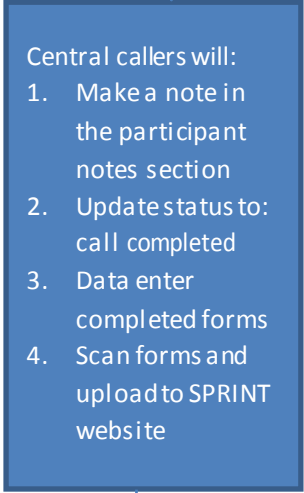 Central callers will:
1. Make a note in
the participant
notes section
2. Update status to:
call completed
3. Data enter
completed forms
4. Scan forms and
upload to SPRINT
website